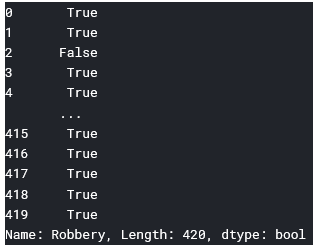 0       True
1       True
2      False
3       True
4       True
       ...
415     True
416     True
417     True
418     True
419     True
Name: Robbery, Length: 420, dtype: bool